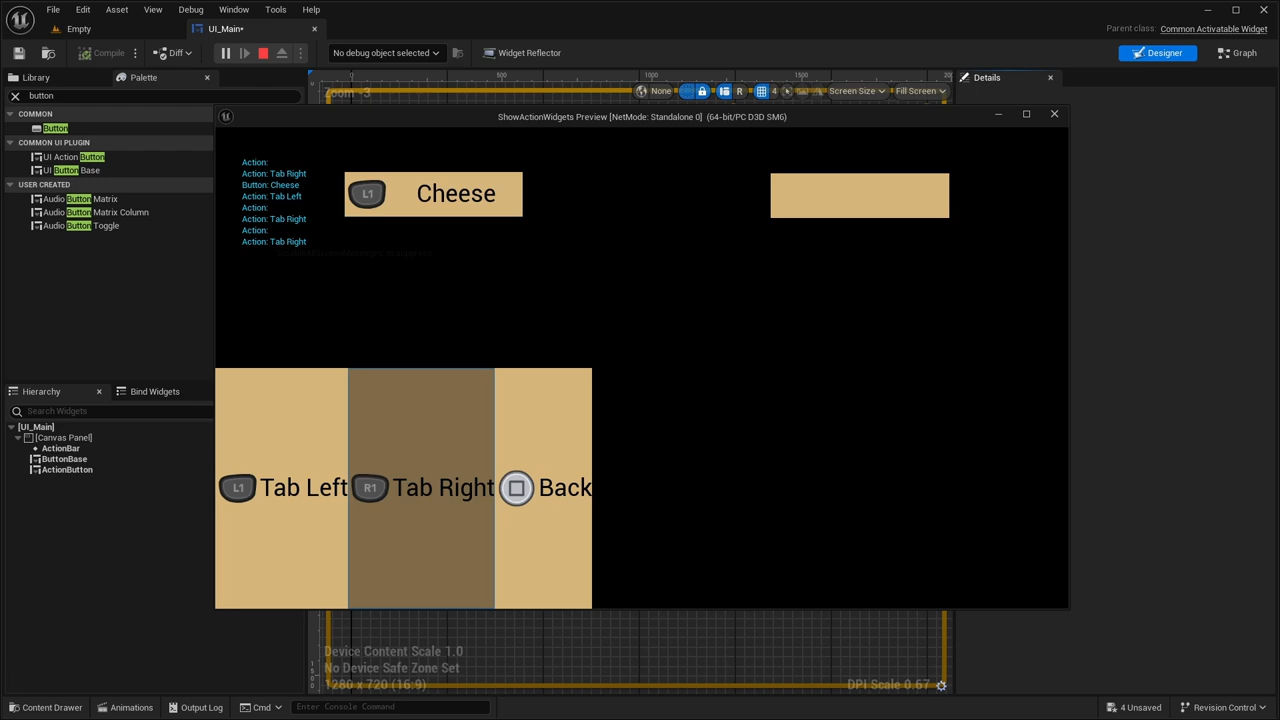 File Edit Asset View Debug Window Tools Help
Empty
UI_Main*
Parent class: Common Activatable Widget
Compile
Diff
No debug object selected
Widget Reflector
Designer
Graph
Library
Palette
Details
button
COMMON
Button
COMMON UI PLUGIN
UI Action Button
UI Button Base
USER CREATED
Audio Button Matrix
Audio Button Matrix Column
Audio Button Toggle
0 500 1000 1500
Zoom -3
None
R
4
Screen Size
Fill Screen
ShowActionWidgets Preview [NetMode: Standalone 0] (64-bit/PC D3D SM6)
Action:
Action: Tab Right
Button: Cheese
Action: Tab Left
Action:
Action: Tab Right
Action:
Action: Tab Right
L1 Cheese
L1 Tab Left
R1 Tab Right
Back
Hierarchy
Bind Widgets
Search Widgets
[UI_Main]
[Canvas Panel]
ActionBar
ButtonBase
ActionButton
Device Content Scale 1.0
No Device Safe Zone Set
1280 x 720 (16:9)
DPI Scale 0.67
Content Drawer
Animations
Output Log
Cmd
Enter Console Command
4 Unsaved
Revision Control